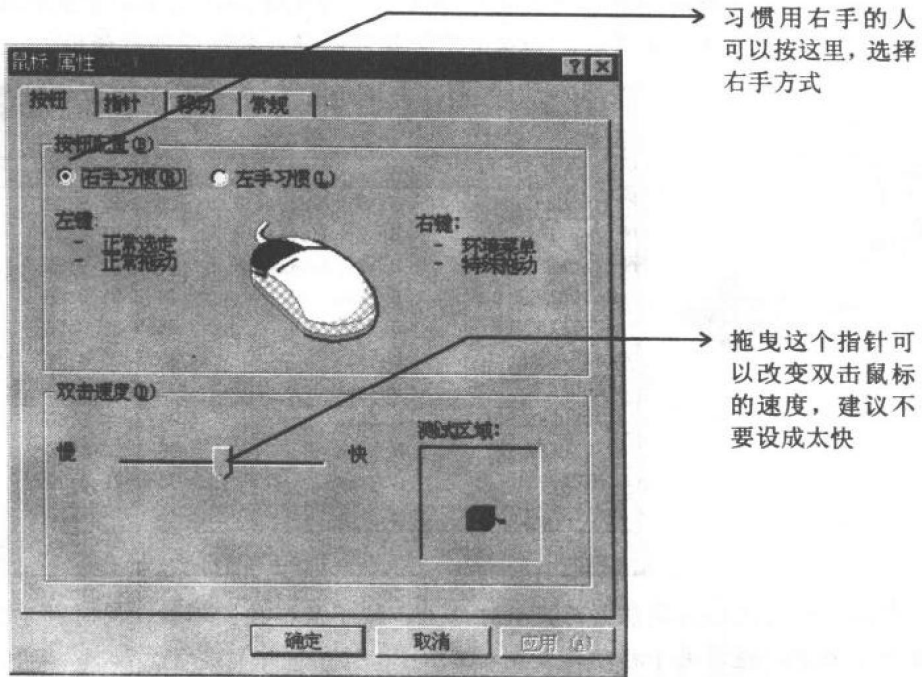 习惯用右手的人
可以按这里，选择
右手方式
鼠标 属性
按钮 指针 移动 常规
按钮配置(B)
右手习惯(R) 左手习惯(L)
左键:
- 正常选定
- 正常拖动
右键:
- 环境菜单
- 特殊拖动
拖曳这个指针可
以改变双击鼠标
的速度，建议不
要设成太快
双击速度(D)
慢
快
测试区域:
确定 取消 应用 (A)